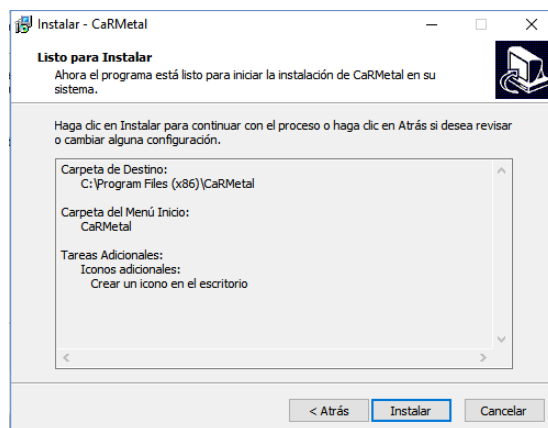 Instalar - CaRMetal
Listo para Instalar
Ahora el programa está listo para iniciar la instalación de CaRMetal en su
sistema.
Haga clic en Instalar para continuar con el proceso o haga clic en Atrás si desea revisar
o cambiar alguna configuración.
Carpeta de Destino:
C:\Program Files (x86)\CaRMetal
Carpeta del Menú Inicio:
CaRMetal
Tareas Adicionales:
Iconos adicionales:
Crear un icono en el escritorio
< Atrás
Instalar
Cancelar